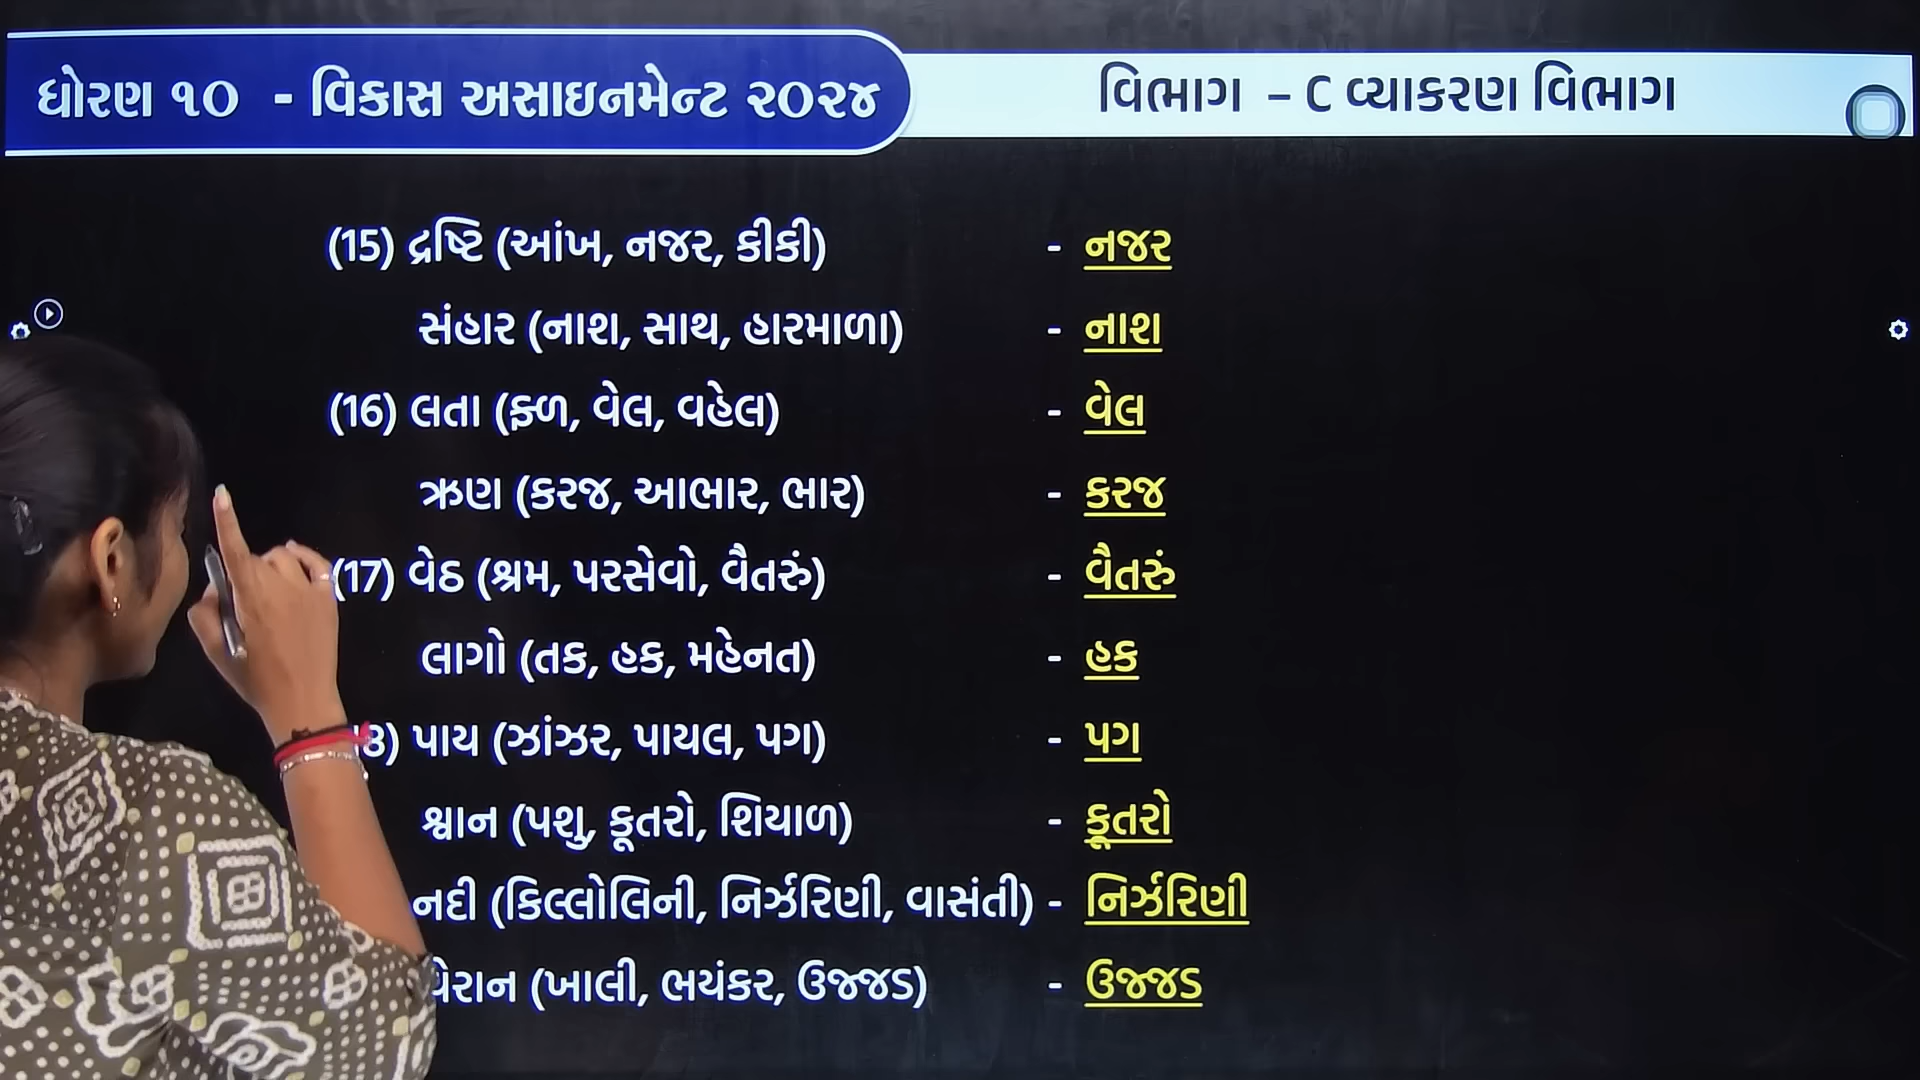 ધોરણ ૧૦ - વિકાસ અસાઇનમેન્ટ ૨૦૨૪
વિભાગ – C વ્યાકરણ વિભાગ
(15) દ્રષ્ટિ (આંખ, નજર, કીકી) - નજર
સંહાર (નાશ, સાથ, હારમાળા) - નાશ
(16) લતા (ફળ, વેલ, વહેલ) - વેલ
ઋણ (કરજ, આભાર, ભાર) - કરજ
(17) વેઠ (શ્રમ, પરસેવો, વૈતરું) - વૈતરું
લાગો (તક, હક, મહેનત) - હક
8) પાય (ઝાંઝર, પાયલ, પગ) - પગ
શ્વાન (પશુ, કૂતરો, શિયાળ) - કૂતરો
નદી (કિલ્લોલિની, નિર્ઝરિણી, વાસંતી) - નિર્ઝરિણી
(ખાલી, ભયંકર, ઉજ્જડ) - ઉજ્જડ